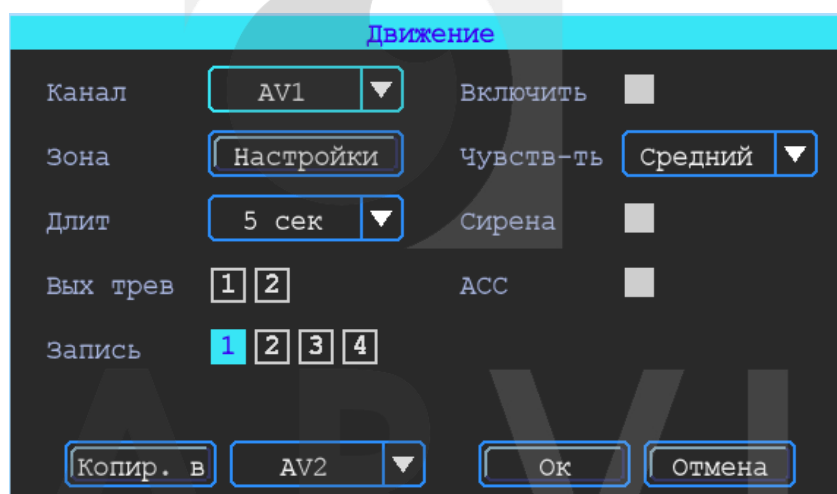 Движение
Канал AV1 Включить
Зона Настройки Чувств-ть Средний
Длит 5 сек Сирена
Вых трев 1 2 ACC
Запись 1 2 3 4
Копир. в AV2 Ок Отмена